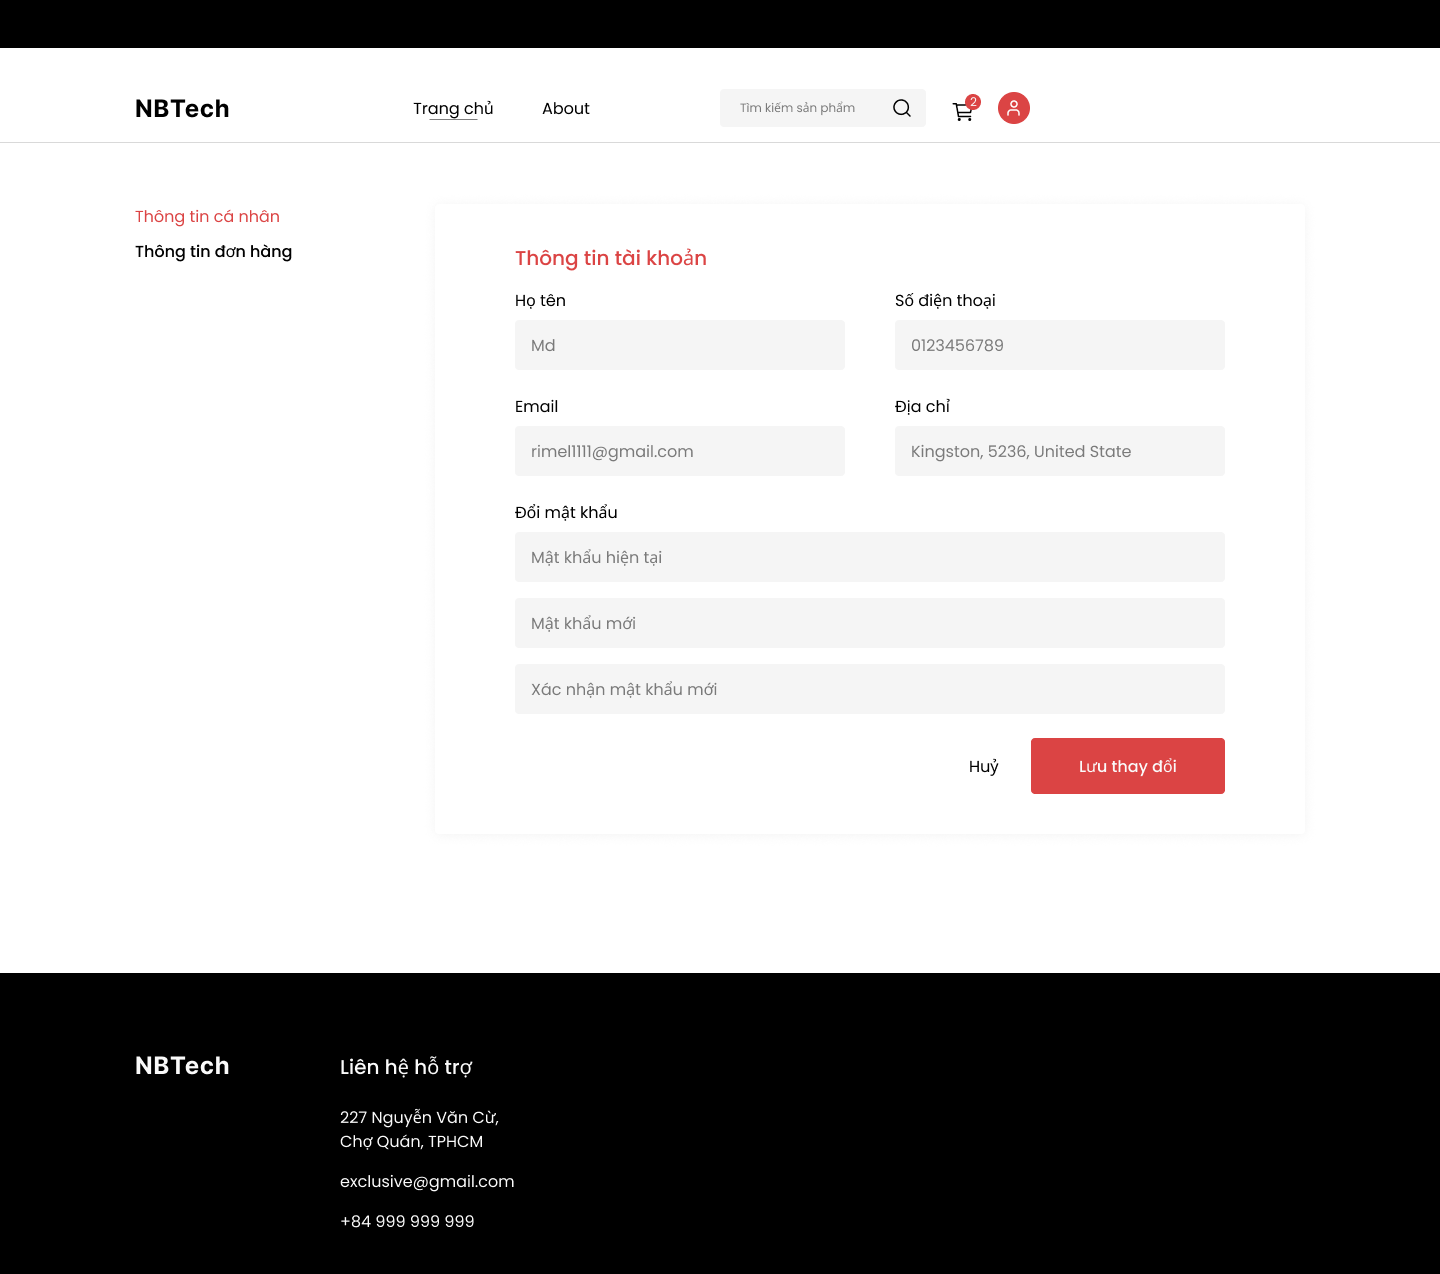 NBTech
Trang chủ
About
Tìm kiếm sản phẩm
2
Thông tin cá nhân
Thông tin đơn hàng
Thông tin tài khoản
Họ tên
Số điện thoại
Md
0123456789
Email
Địa chỉ
rimel1111@gmail.com
Kingston, 5236, United State
Đổi mật khẩu
Mật khẩu hiện tại
Mật khẩu mới
Xác nhận mật khẩu mới
Huỷ
Lưu thay đổi
NBTech
Liên hệ hỗ trợ
227 Nguyễn Văn Cừ,
Chợ Quán, TPHCM
exclusive@gmail.com
+84 999 999 999